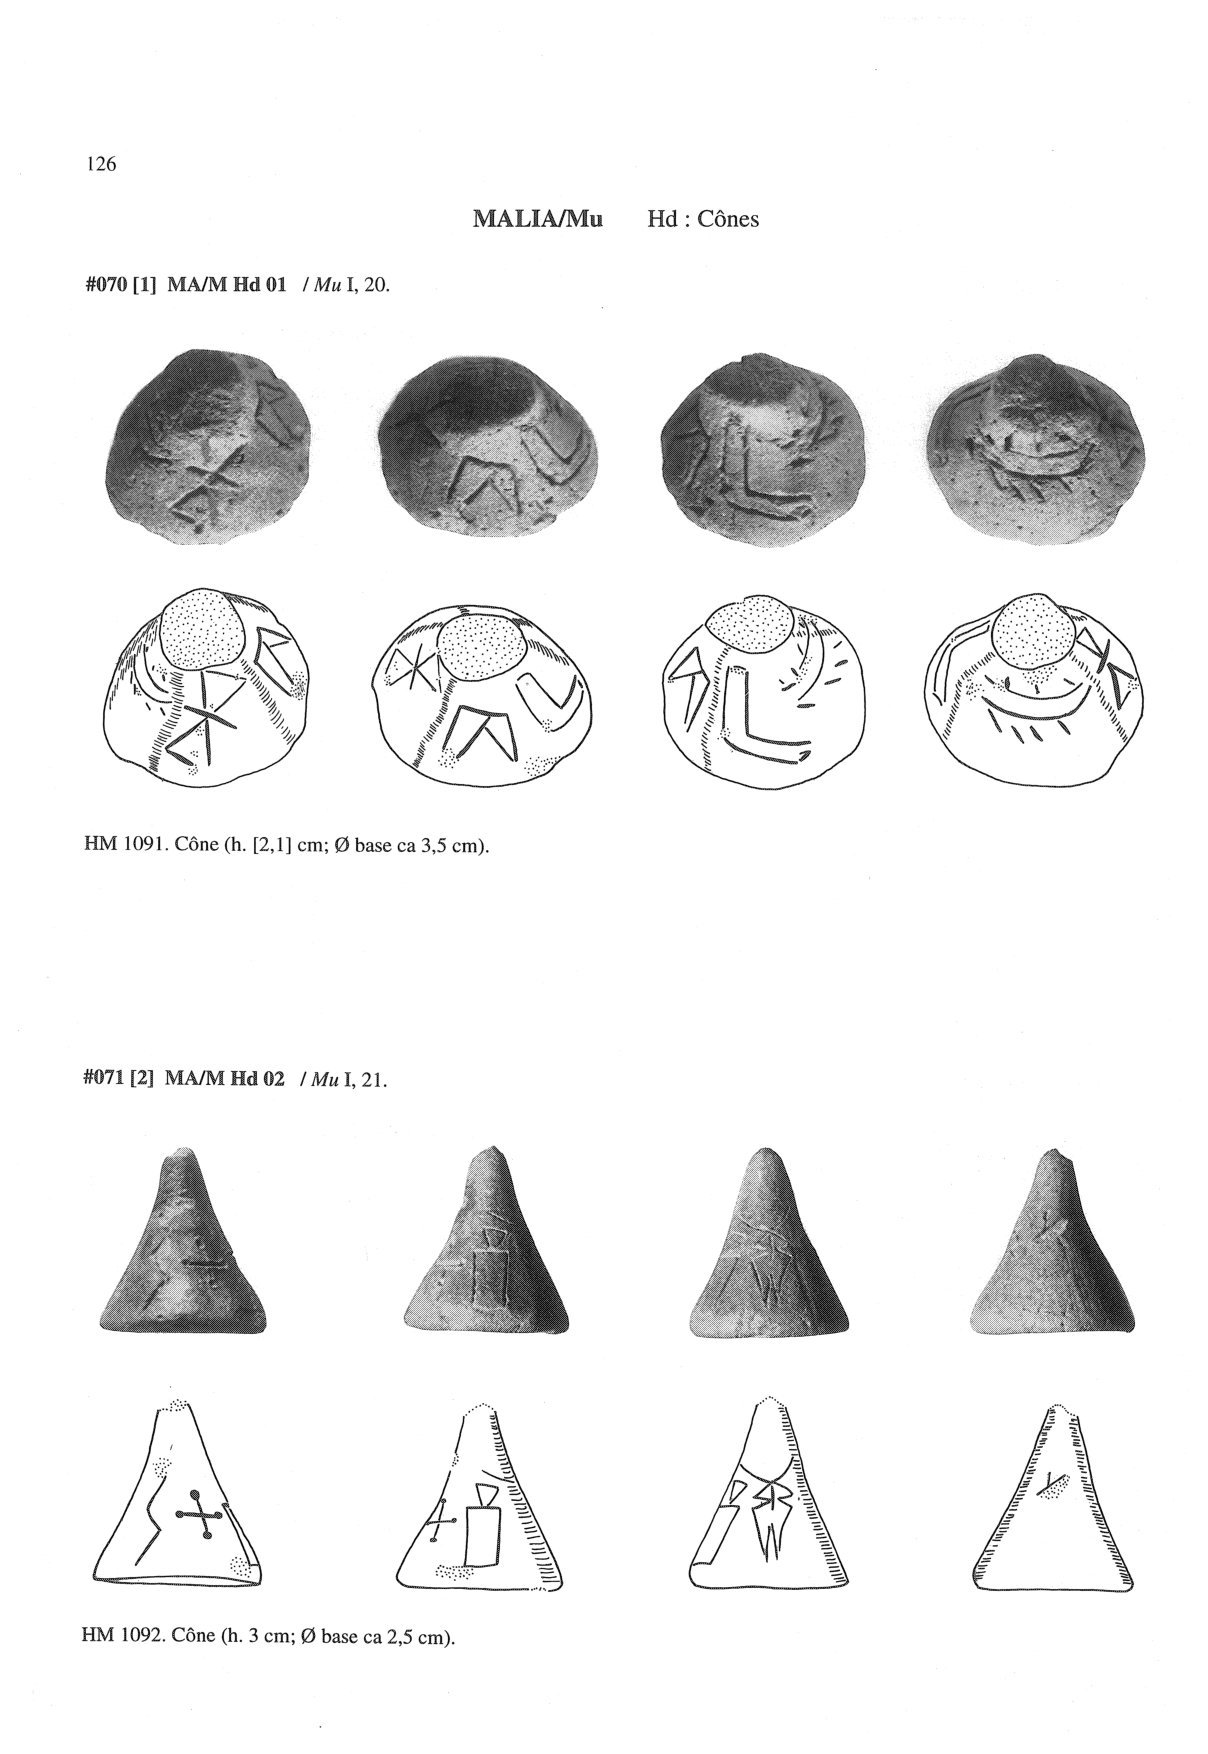 126
MALIA/Mu Hd : Cônes
#070 [1] MA/M Hd 01 / Mu I, 20.
HM 1091. Cône (h. [2,1] cm; Ø base ca 3,5 cm).
#071 [2] MA/M Hd 02 / Mu I, 21.
HM 1092. Cône (h. 3 cm; Ø base ca 2,5 cm).